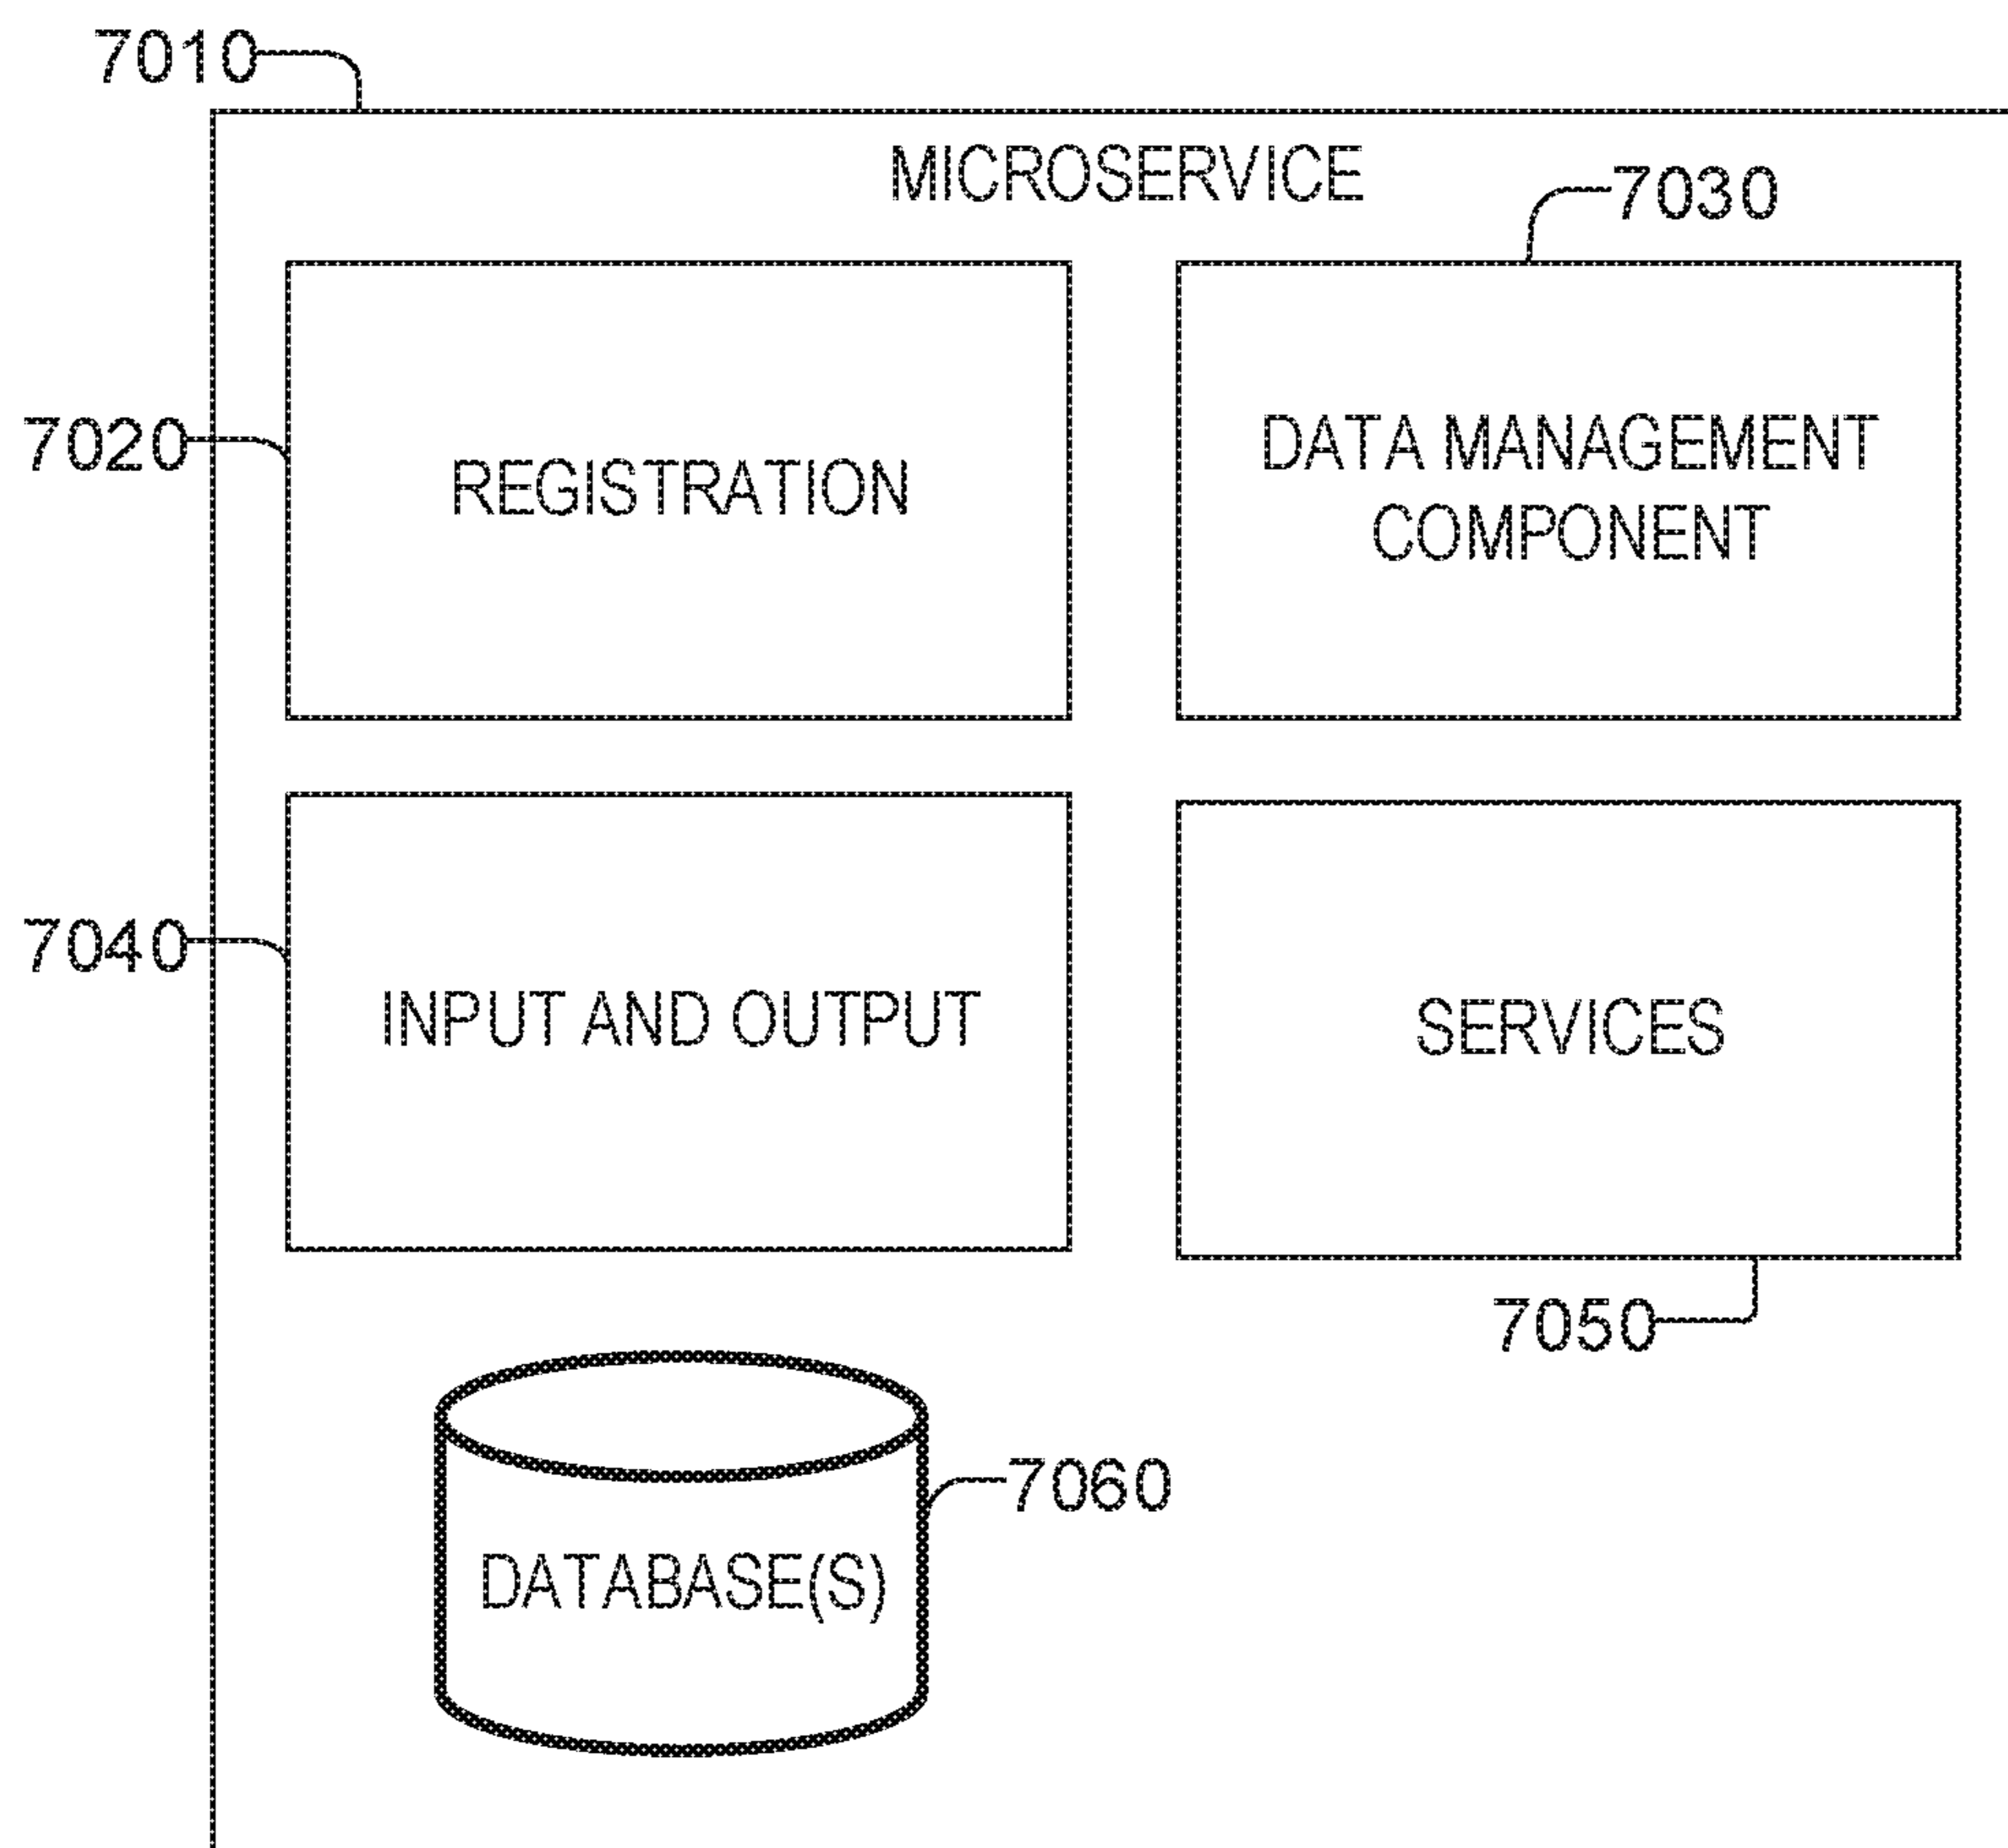 7010
MICROSERVICE
7030
7020
REGISTRATION
DATA MANAGEMENT
COMPONENT
7040
INPUT AND OUTPUT
SERVICES
7050
7060
DATABASE(S)